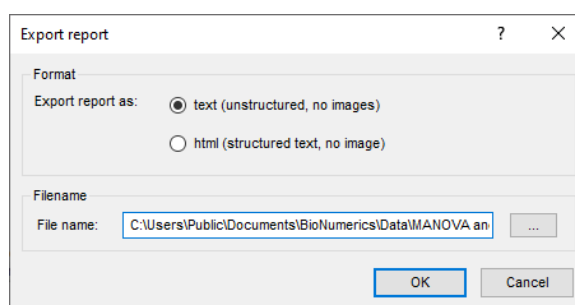 Export report
?
Format
Export report as:
text (unstructured, no images)
html (structured text, no image)
Filename
File name:
C:\Users\Public\Documents\BioNumerics\Data\MANOVA an
...
OK
Cancel